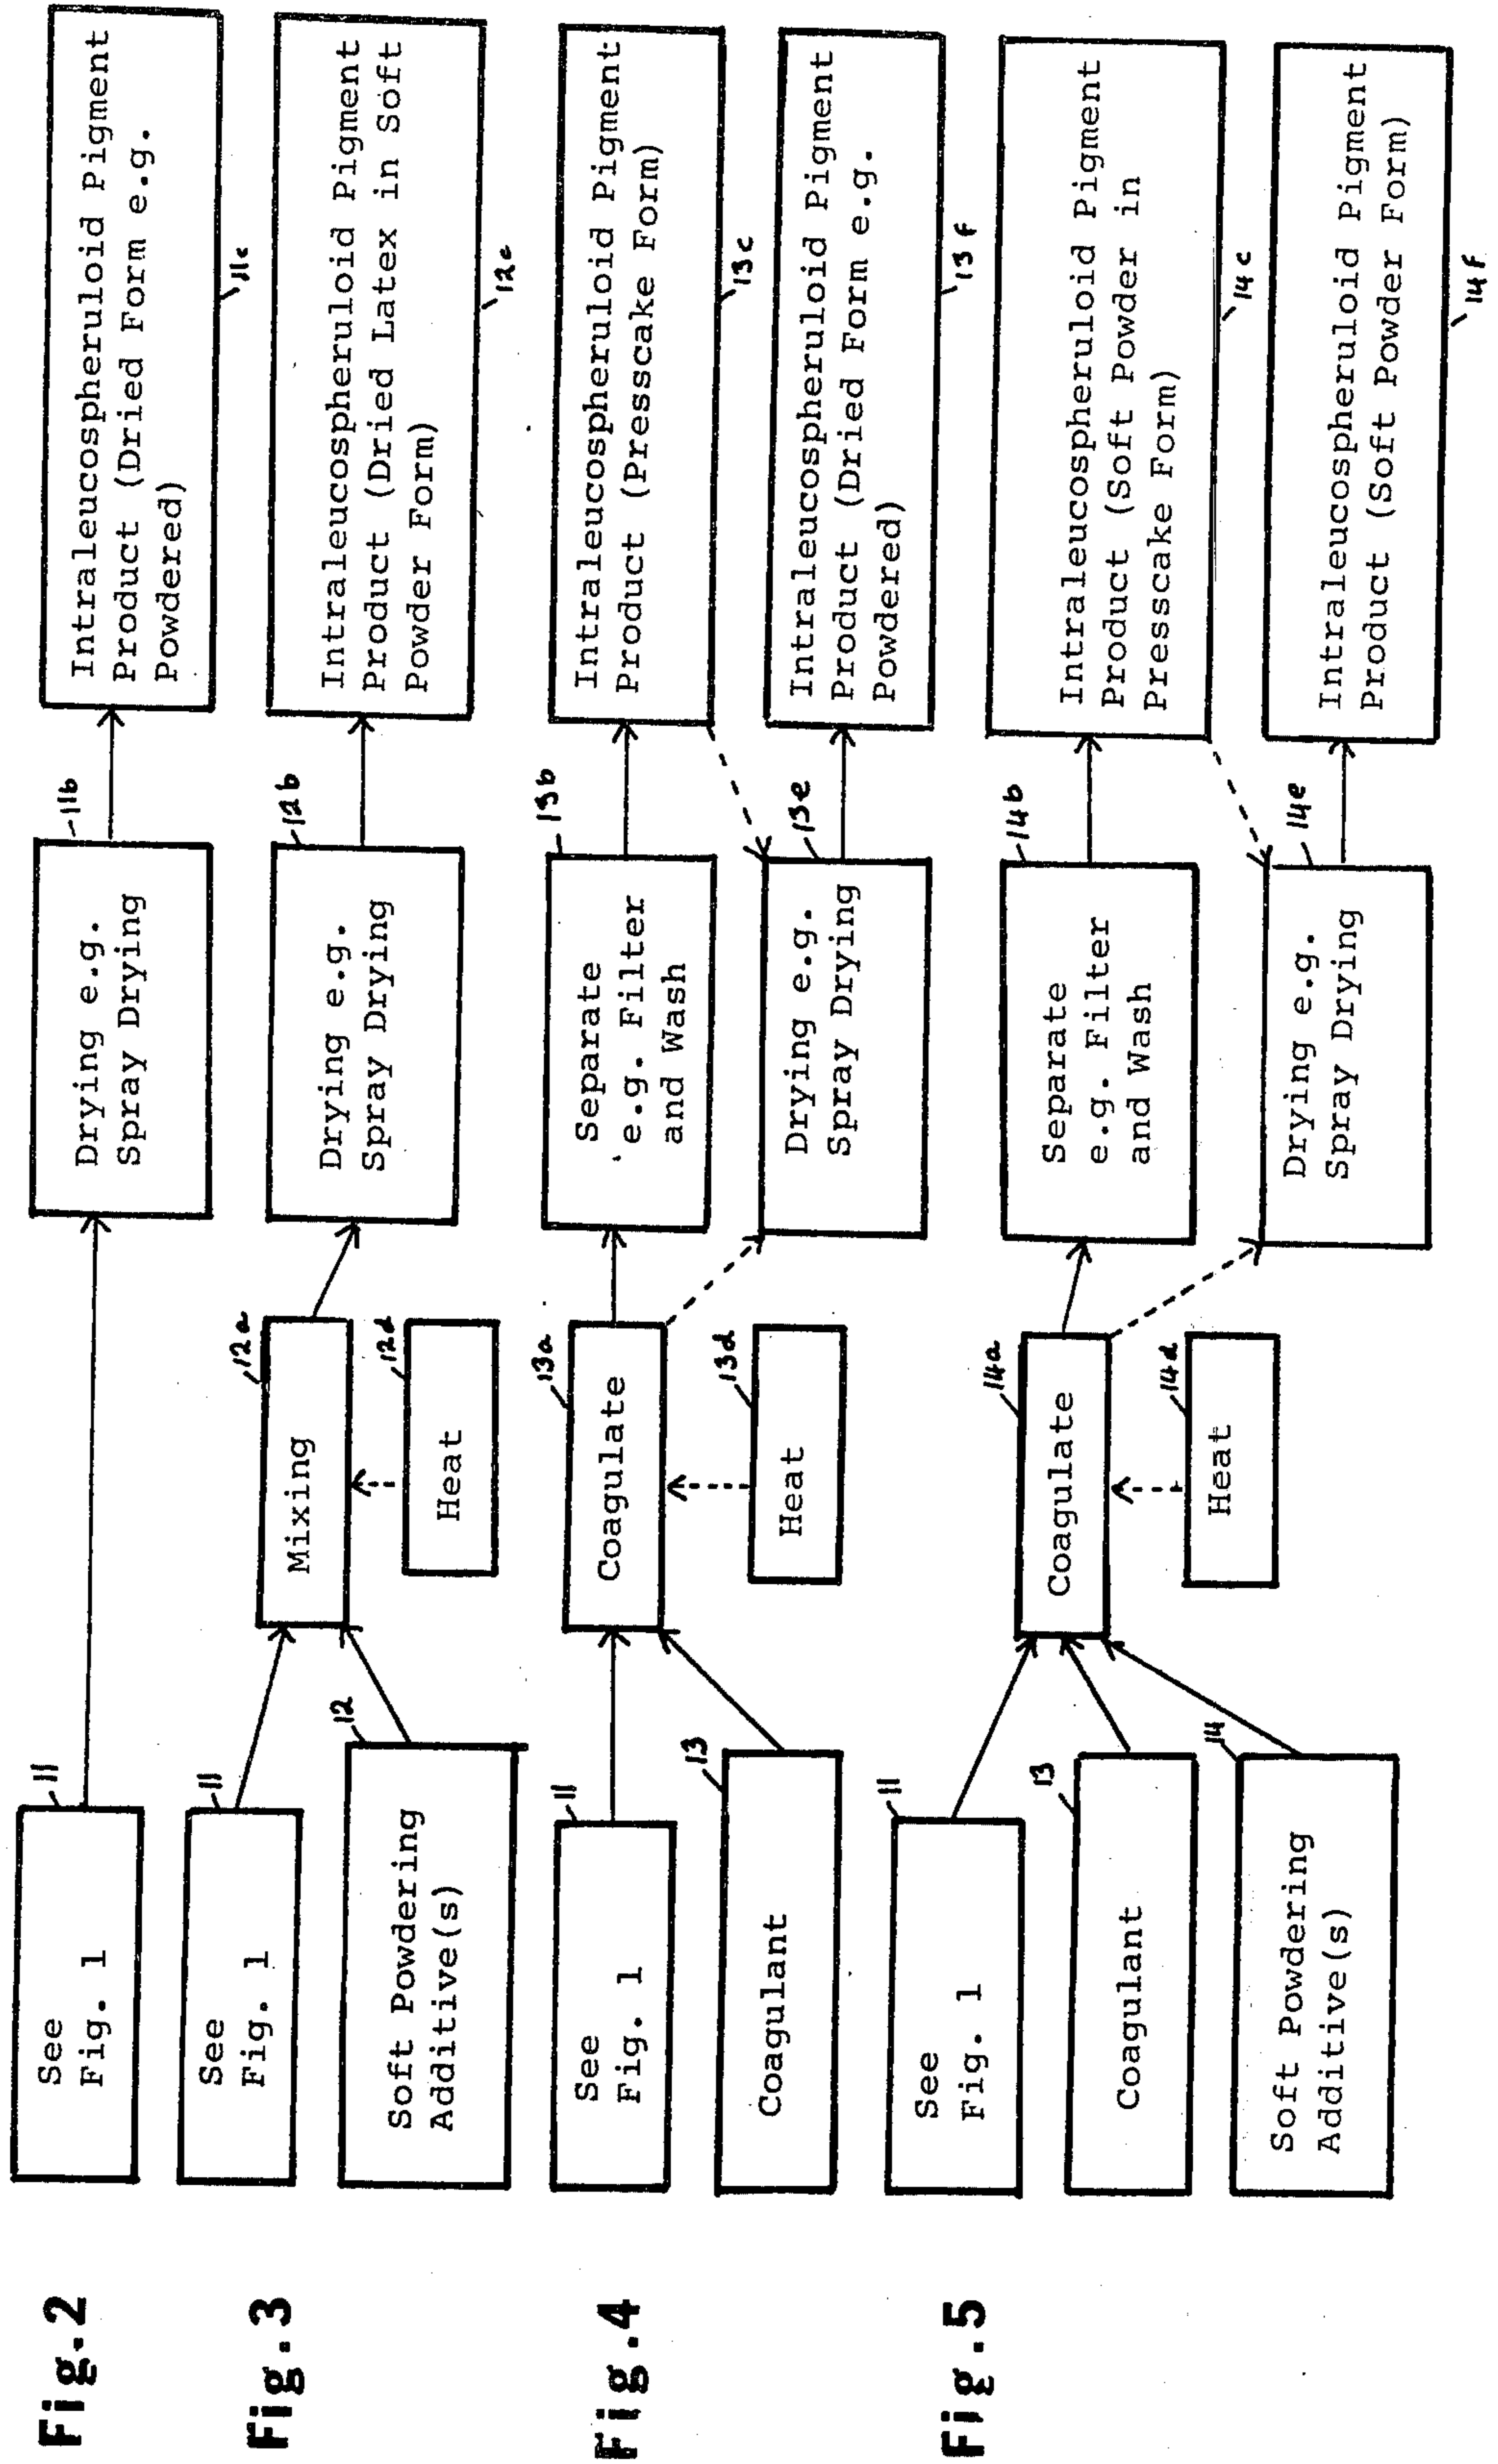 Fig.2
See
Fig. 1
11
Drying e.g.
Spray Drying
11b
Intraleucospheruloid Pigment
Product (Dried Form e.g.
Powdered)
11c
Fig.3
See
Fig. 1
11
Soft Powdering
Additive(s)
12
Mixing
12a
Heat
12d
Drying e.g.
Spray Drying
12b
Intraleucospheruloid Pigment
Product (Dried Latex in Soft
Powder Form)
12c
Fig.4
See
Fig. 1
11
Coagulant
13
Coagulate
13a
Heat
13d
Separate
e.g. Filter
and Wash
13b
Intraleucospheruloid Pigment
Product (Presscake Form)
13c
Drying e.g.
Spray Drying
13e
Intraleucospheruloid Pigment
Product (Dried Form e.g.
Powdered)
13f
Fig.5
See
Fig. 1
11
Coagulant
13
Soft Powdering
Additive(s)
14
Coagulate
14a
Heat
14d
Separate
e.g. Filter
and Wash
14b
Intraleucospheruloid Pigment
Product (Soft Powder in
Presscake Form)
14c
Drying e.g.
Spray Drying
14e
Intraleucospheruloid Pigment
Product (Soft Powder Form)
14f